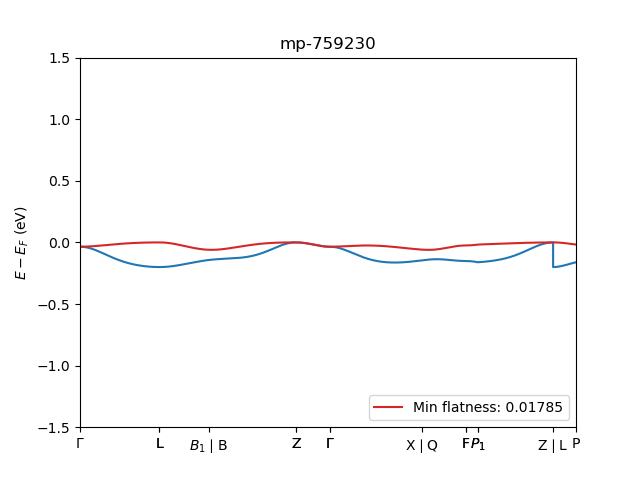 mp-759230
1.5
1.0
0.5
0.0
−0.5
−1.0
−1.5
E − E_F (eV)
Min flatness: 0.01785
Γ L B₁ | B Z Γ X | Q F P₁ Z | L P